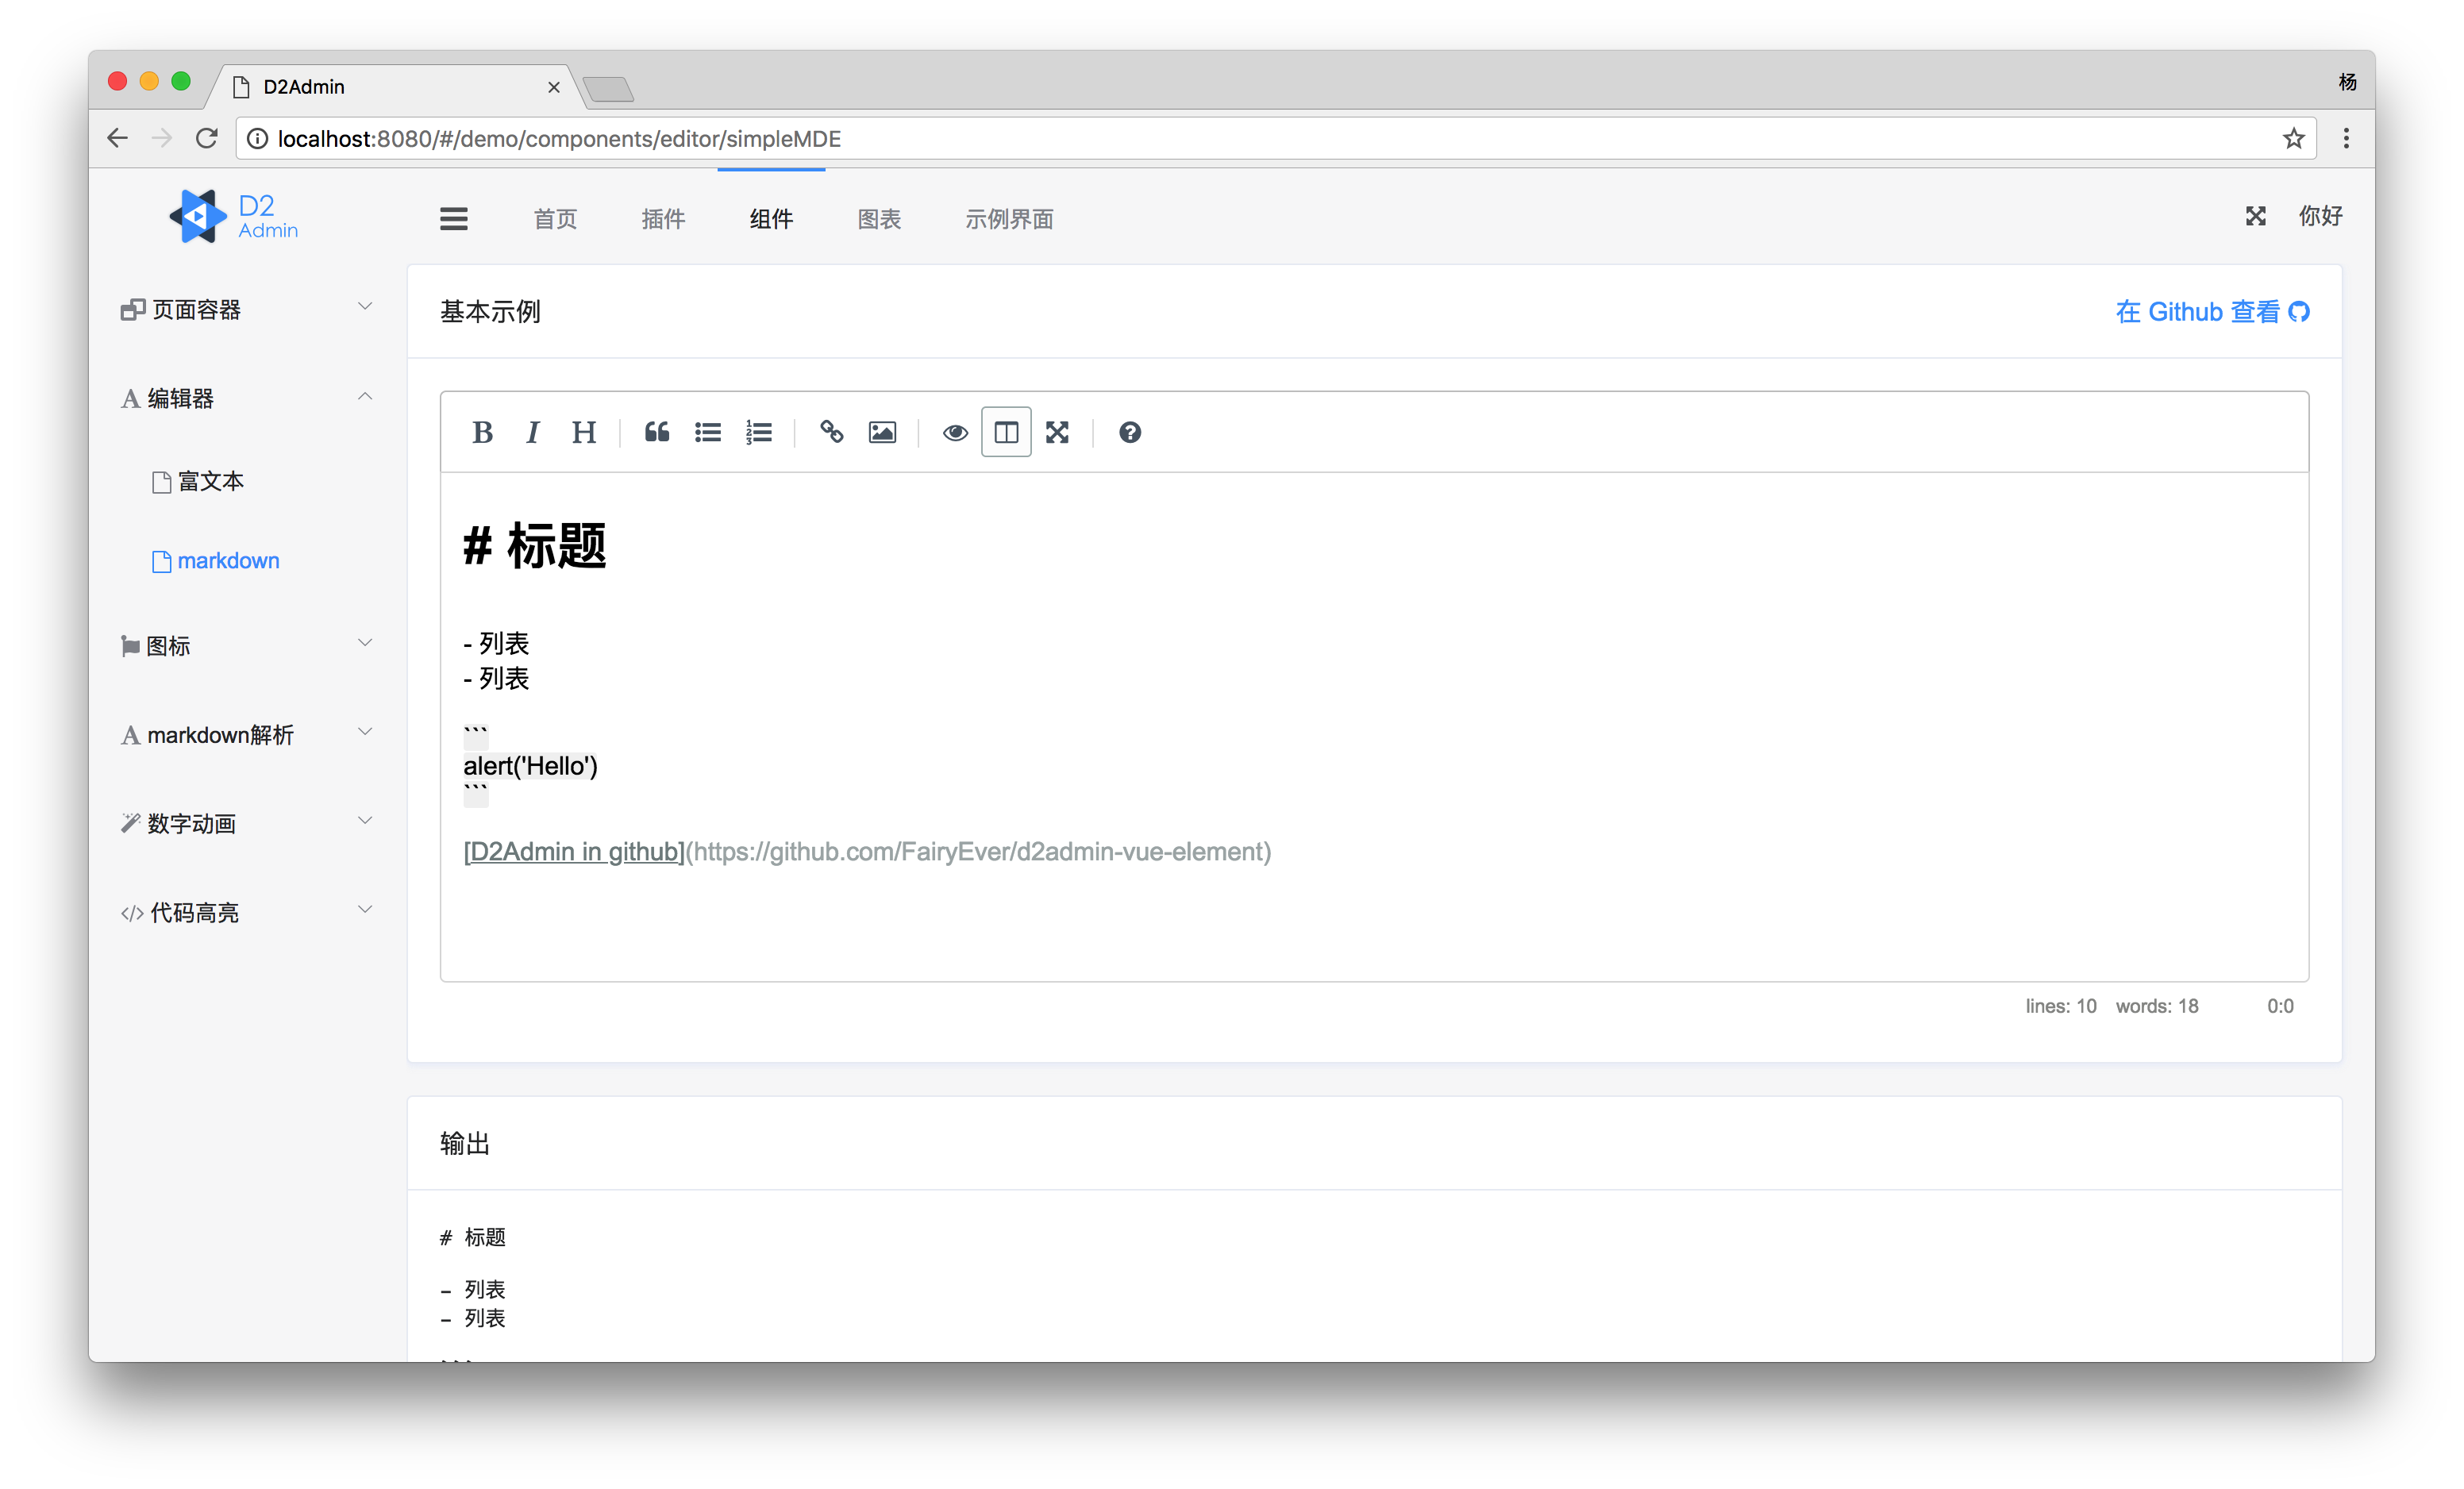 D2Admin
杨
localhost:8080/#/demo/components/editor/simpleMDE
D2
Admin
首页 插件 组件 图表 示例界面
你好
页面容器
编辑器
富文本
markdown
图标
markdown解析
数字动画
代码高亮
基本示例
在 Github 查看
B I H
# 标题
- 列表
- 列表
```
alert('Hello')
```
[D2Admin in github](https://github.com/FairyEver/d2admin-vue-element)
lines: 10 words: 18 0:0
输出
# 标题
- 列表
- 列表